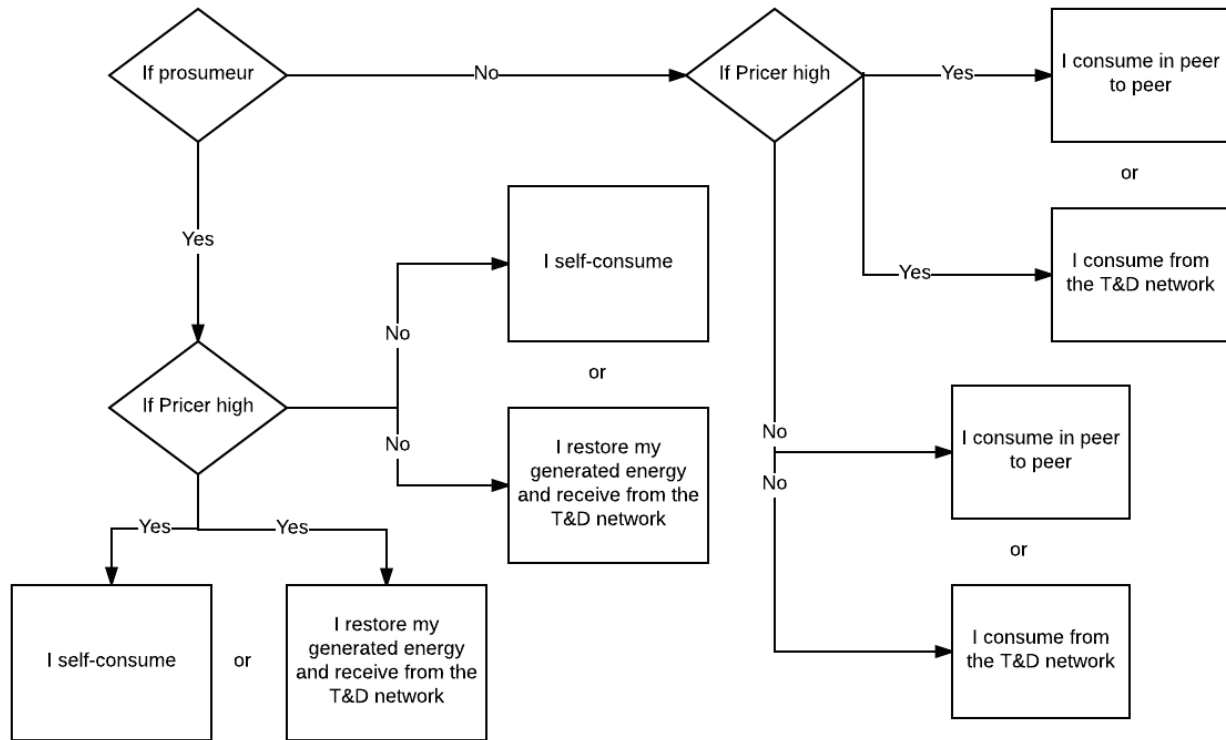 If prosumeur
No
If Pricer high
Yes
I consume in peer
to peer
or
Yes
I consume from
the T&D network
Yes
If Pricer high
No
I self-consume
or
No
I restore my
generated energy
and receive from the
T&D network
Yes
I self-consume
or
Yes
I restore my
generated energy
and receive from the
T&D network
No
I consume in peer
to peer
or
No
I consume from
the T&D network